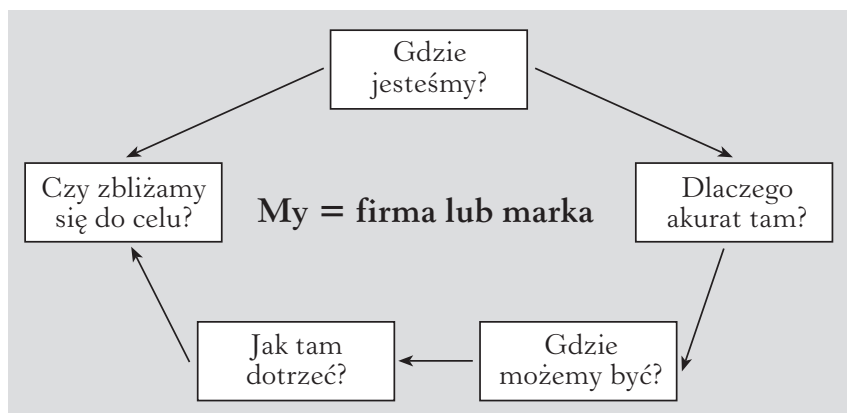 Gdzie
jesteśmy?
Czy zbliżamy
się do celu?
My = firma lub marka
Dlaczego
akurat tam?
Jak tam
dotrzeć?
Gdzie
możemy być?